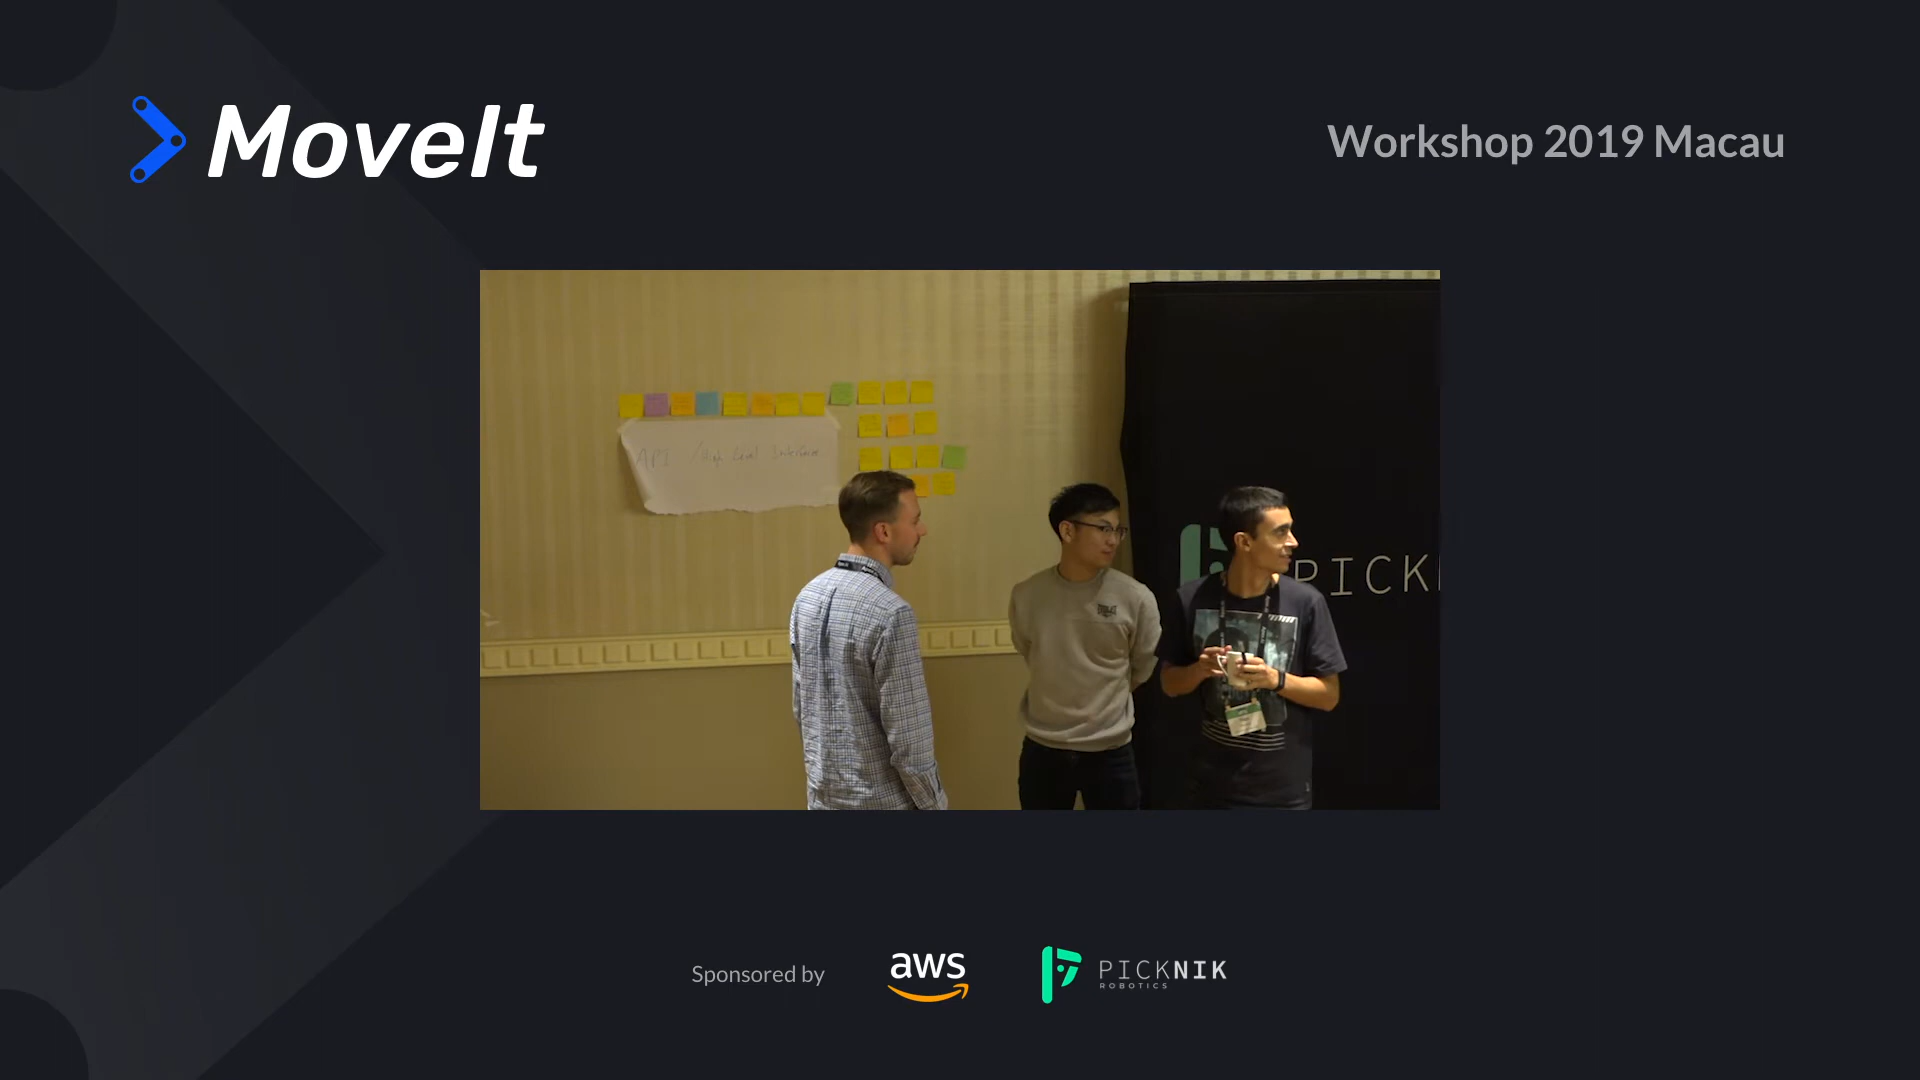 MoveIt
Workshop 2019 Macau
API / High Level Interface
PICK
Sponsored by
aws
PICKNIK
ROBOTICS